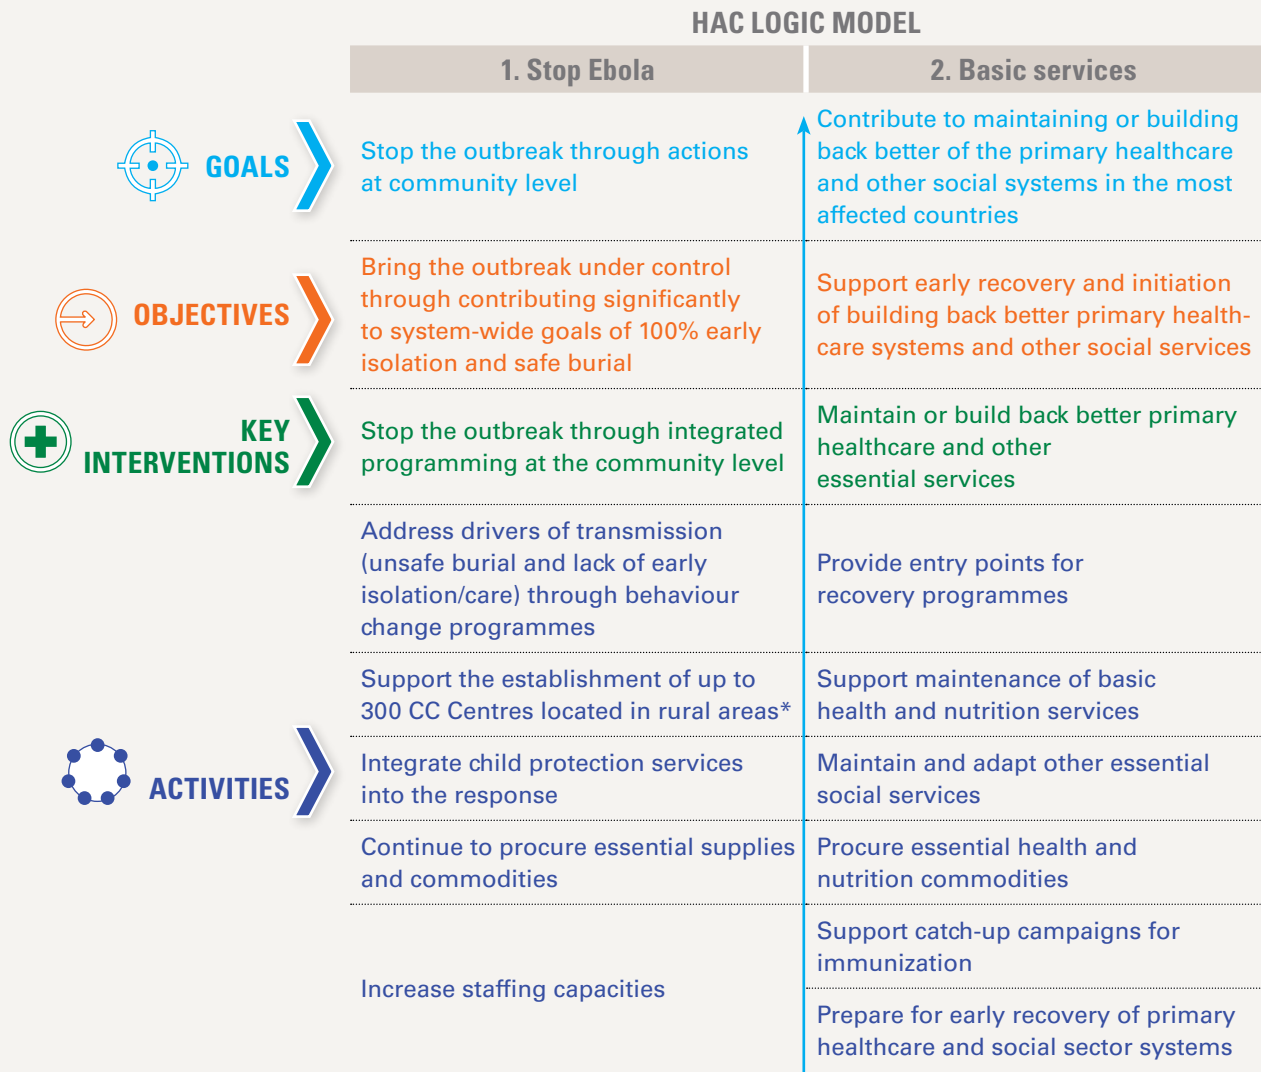 HAC LOGIC MODEL
1. Stop Ebola
2. Basic services
GOALS
Stop the outbreak through actions
at community level
Contribute to maintaining or building
back better of the primary healthcare
and other social systems in the most
affected countries
OBJECTIVES
Bring the outbreak under control
through contributing significantly
to system-wide goals of 100% early
isolation and safe burial
Support early recovery and initiation
of building back better primary health-
care systems and other social services
KEY
INTERVENTIONS
Stop the outbreak through integrated
programming at the community level
Maintain or build back better primary
healthcare and other
essential services
ACTIVITIES
Address drivers of transmission
(unsafe burial and lack of early
isolation/care) through behaviour
change programmes
Provide entry points for
recovery programmes
Support the establishment of up to
300 CC Centres located in rural areas*
Support maintenance of basic
health and nutrition services
Integrate child protection services
into the response
Maintain and adapt other essential
social services
Continue to procure essential supplies
and commodities
Procure essential health and
nutrition commodities
Increase staffing capacities
Support catch-up campaigns for
immunization
Prepare for early recovery of primary
healthcare and social sector systems